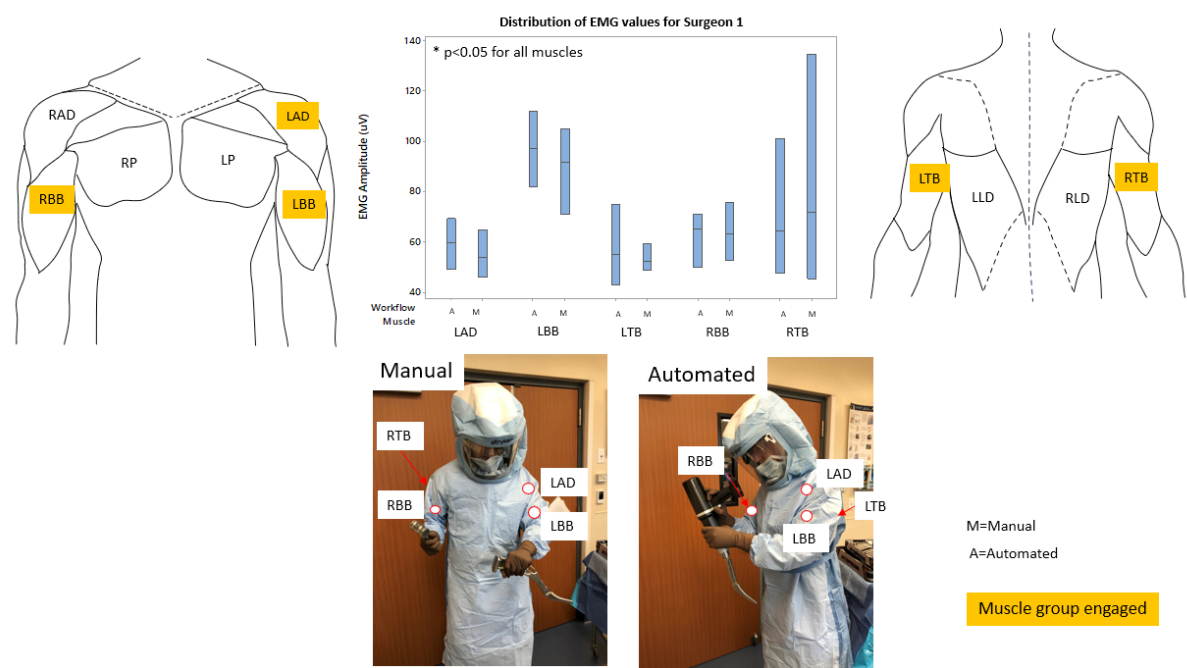 Distribution of EMG values for Surgeon 1
* p<0.05 for all muscles
EMG Amplitude (uV)
140
120
100
80
60
40
Workflow
A M A M A M A M A M
Muscle
LAD LBB LTB RBB RTB
RAD
LAD
RP
LP
RBB
LBB
LTB
RTB
LLD
RLD
Manual
RTB
RBB
LAD
LBB
Automated
RBB
LAD
LTB
LBB
M=Manual
A=Automated
Muscle group engaged